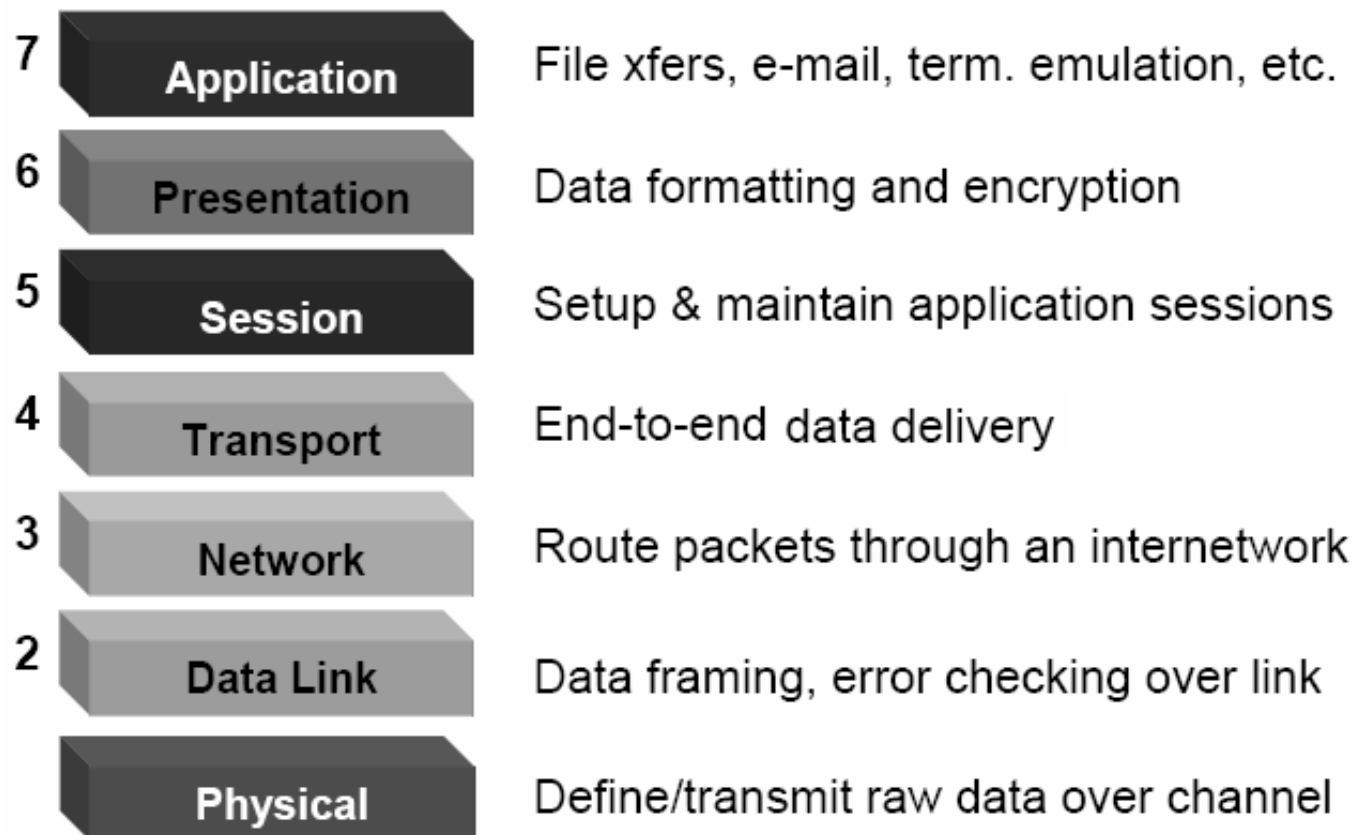 7 Application File xfers, e-mail, term. emulation, etc.
6 Presentation Data formatting and encryption
5 Session Setup & maintain application sessions
4 Transport End-to-end data delivery
3 Network Route packets through an internetwork
2 Data Link Data framing, error checking over link
Physical Define/transmit raw data over channel